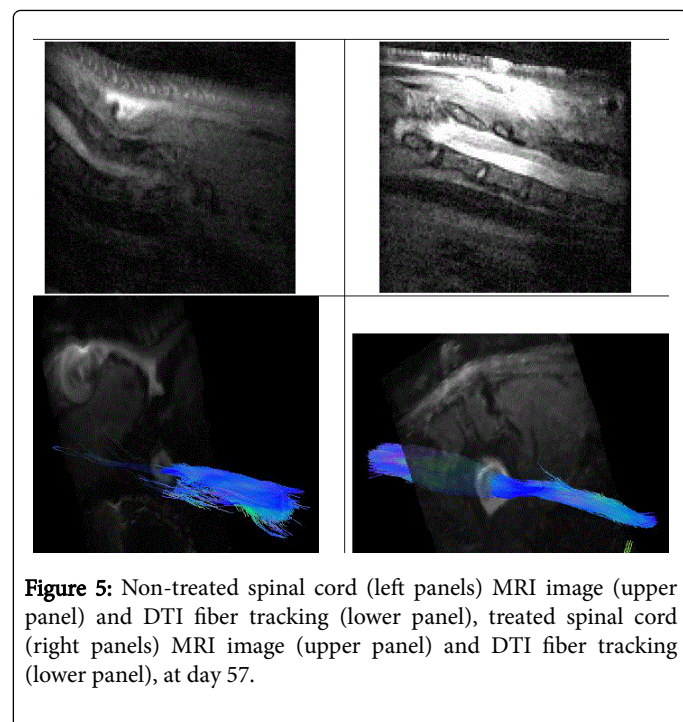 Figure 5: Non-treated spinal cord (left panels) MRI image (upper
panel) and DTI fiber tracking (lower panel), treated spinal cord
(right panels) MRI image (upper panel) and DTI fiber tracking
(lower panel), at day 57.